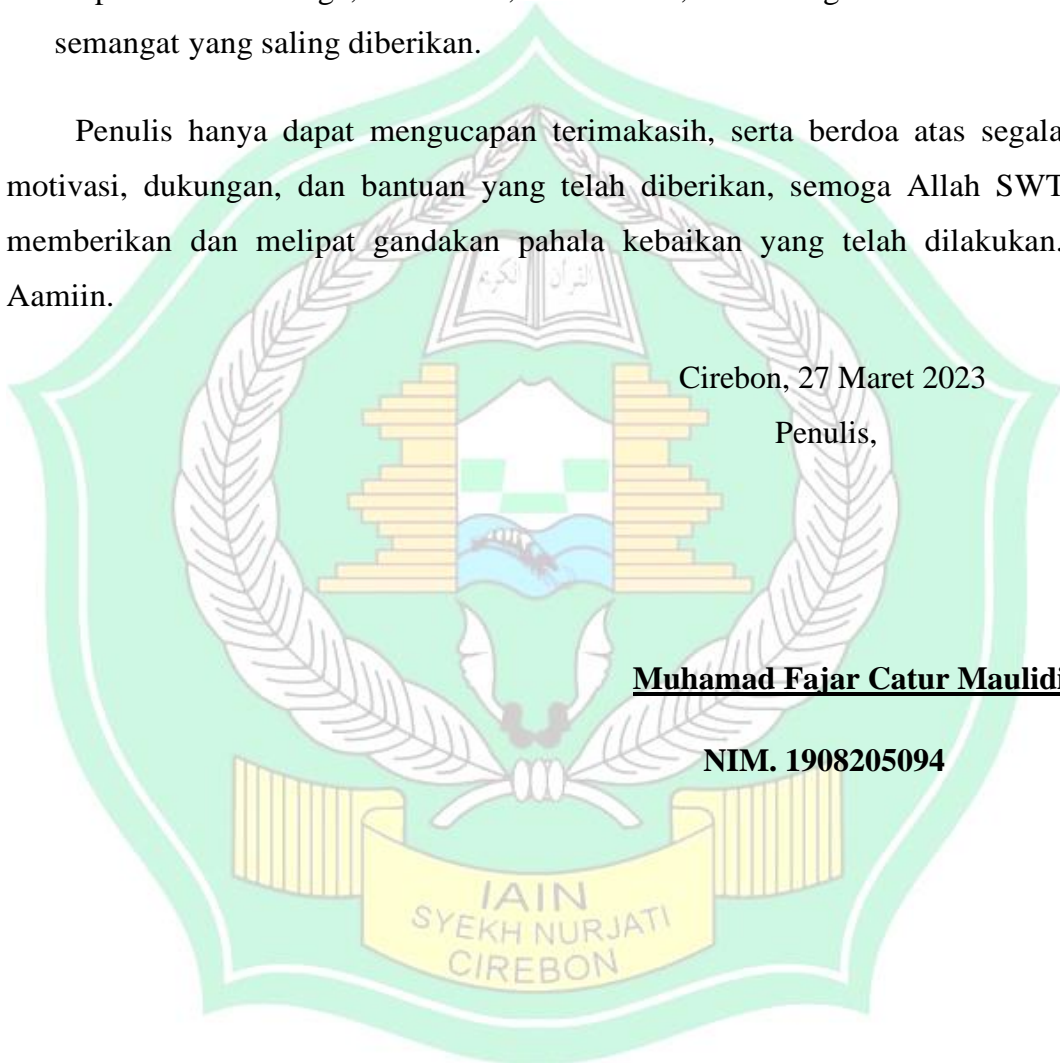 semangat yang saling diberikan.
Penulis hanya dapat mengucapan terimakasih, serta berdoa atas segala
motivasi, dukungan, dan bantuan yang telah diberikan, semoga Allah SWT
memberikan dan melipat gandakan pahala kebaikan yang telah dilakukan.
Aamiin.
القرآن الكريم
Cirebon, 27 Maret 2023
Penulis,
Muhamad Fajar Catur Maulidi
NIM. 1908205094
IAIN
SYEKH NURJATI
CIREBON